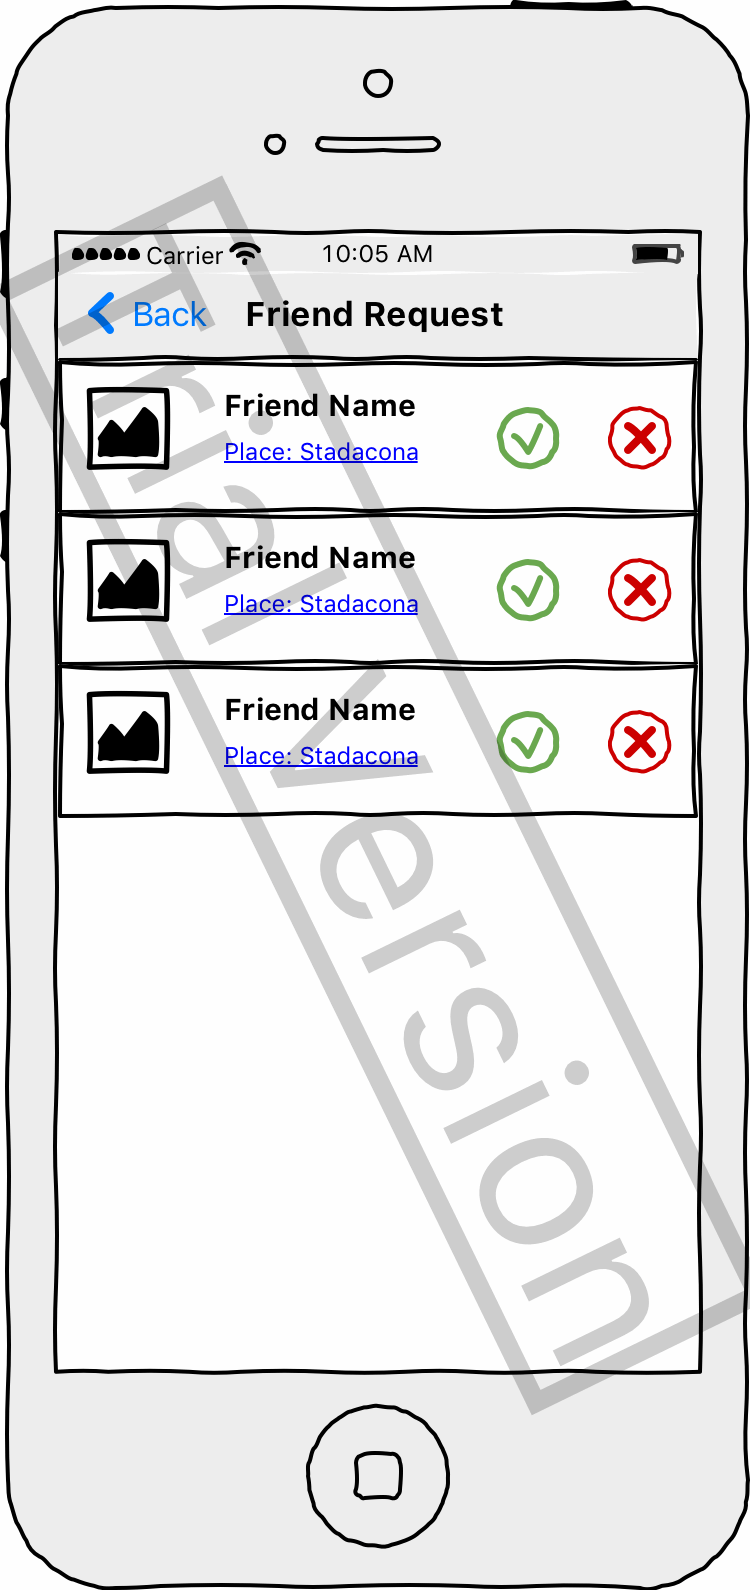 Carrier 10:05 AM
Back Friend Request
Friend Name
Place: Stadacona
Friend Name
Place: Stadacona
Friend Name
Place: Stadacona
Trial Version